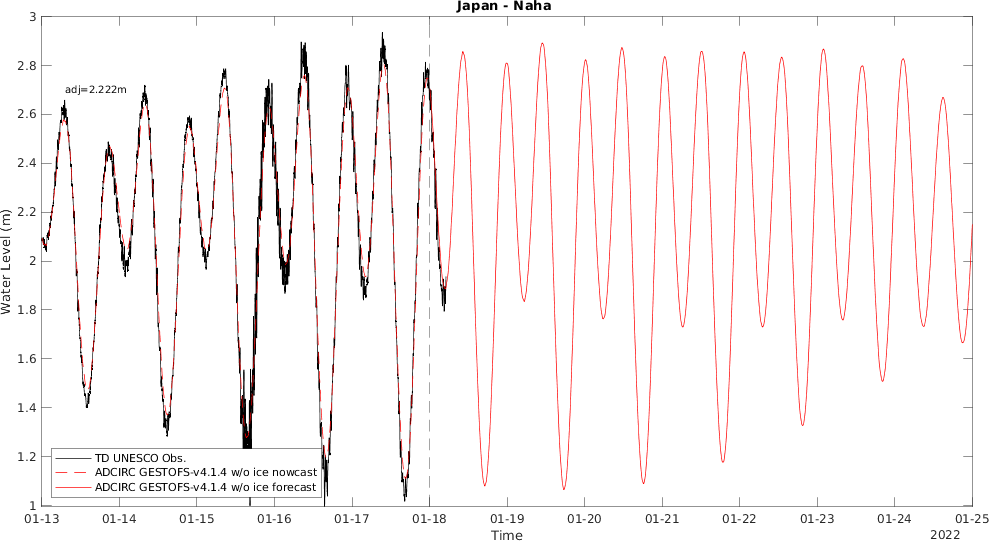 Japan - Naha
3
2.8
2.6
2.4
2.2
2
1.8
1.6
1.4
1.2
1
Water Level (m)
adj=2.222m
TD UNESCO Obs.
ADCIRC GESTOFS-v4.1.4 w/o ice nowcast
ADCIRC GESTOFS-v4.1.4 w/o ice forecast
01-13 01-14 01-15 01-16 01-17 01-18 01-19 01-20 01-21 01-22 01-23 01-24 01-25
Time
2022